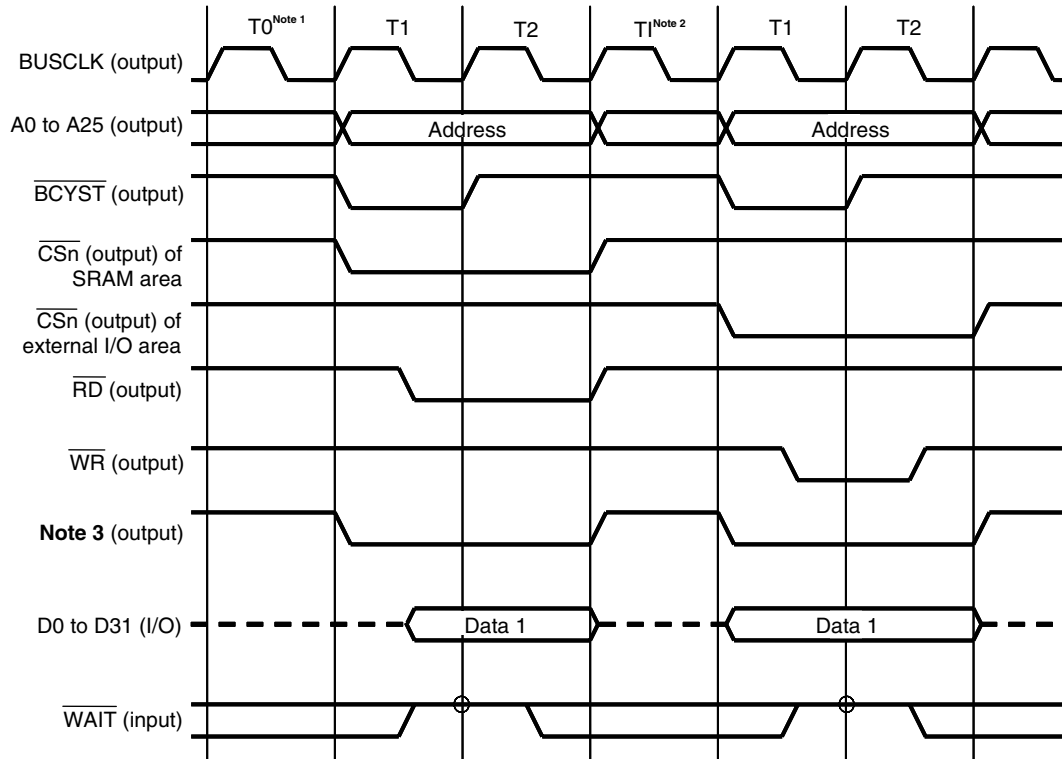 T0Note 1 T1 T2 TINote 2 T1 T2
BUSCLK (output)
A0 to A25 (output) Address Address
BCYST (output)
CSn (output) of
SRAM area
CSn (output) of
external I/O area
RD (output)
WR (output)
Note 3 (output)
D0 to D31 (I/O) Data 1 Data 1
WAIT (input)